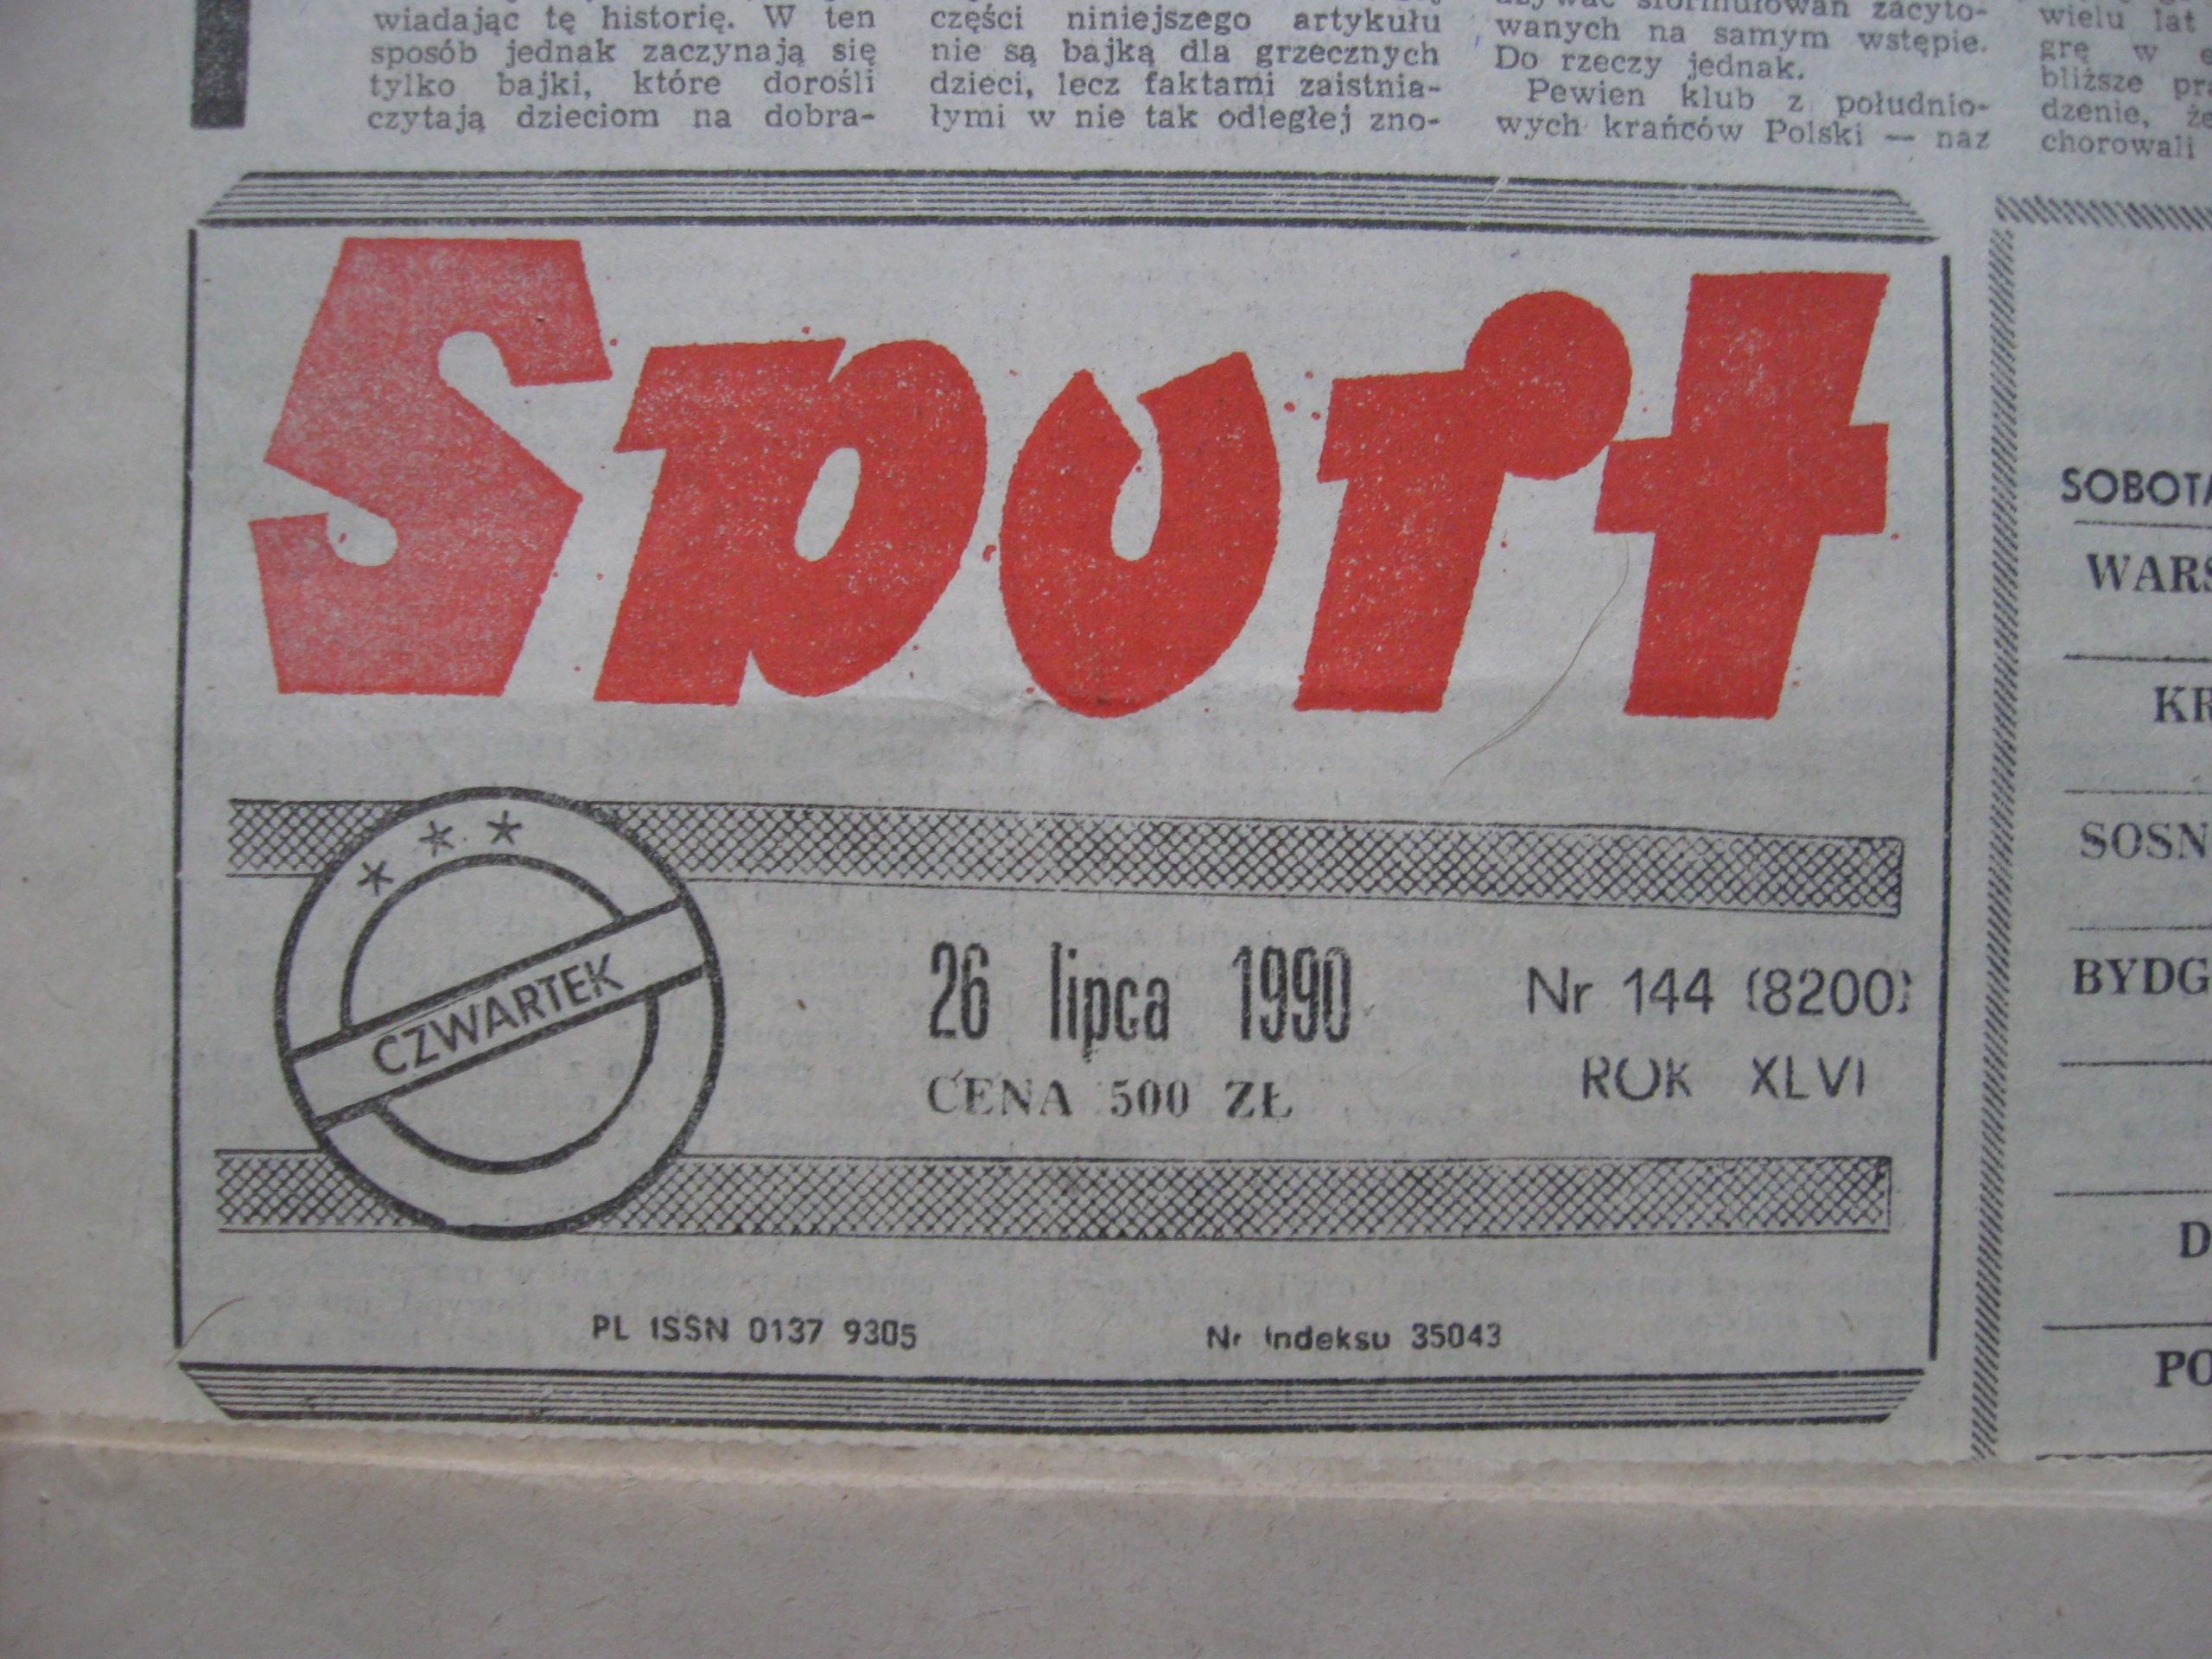 wiadając tę historię. W ten
sposób jednak zaczynają się
tylko bajki, które dorośli
czytają dzieciom na dobra-
części niniejszego artykułu
nie są bajką dla grzecznych
dzieci, lecz faktami zaistnia-
łymi w nie tak odległej zno-
używać sformułowań zacyto-
wanych na samym wstępie.
Do rzeczy jednak.
Pewien klub z południo-
wych krańców Polski — naz
wielu lat
grę w
bliższe
dzenie,
chorowali
Sport
* * *
CZWARTEK
26 lipca 1990
CENA 500 ZŁ
Nr 144 (8200)
ROK XLVI
PL ISSN 0137 9305
Nr indeksu 35043
SOBOTA
WARS
KR
SOSN
BYDG
D
PO